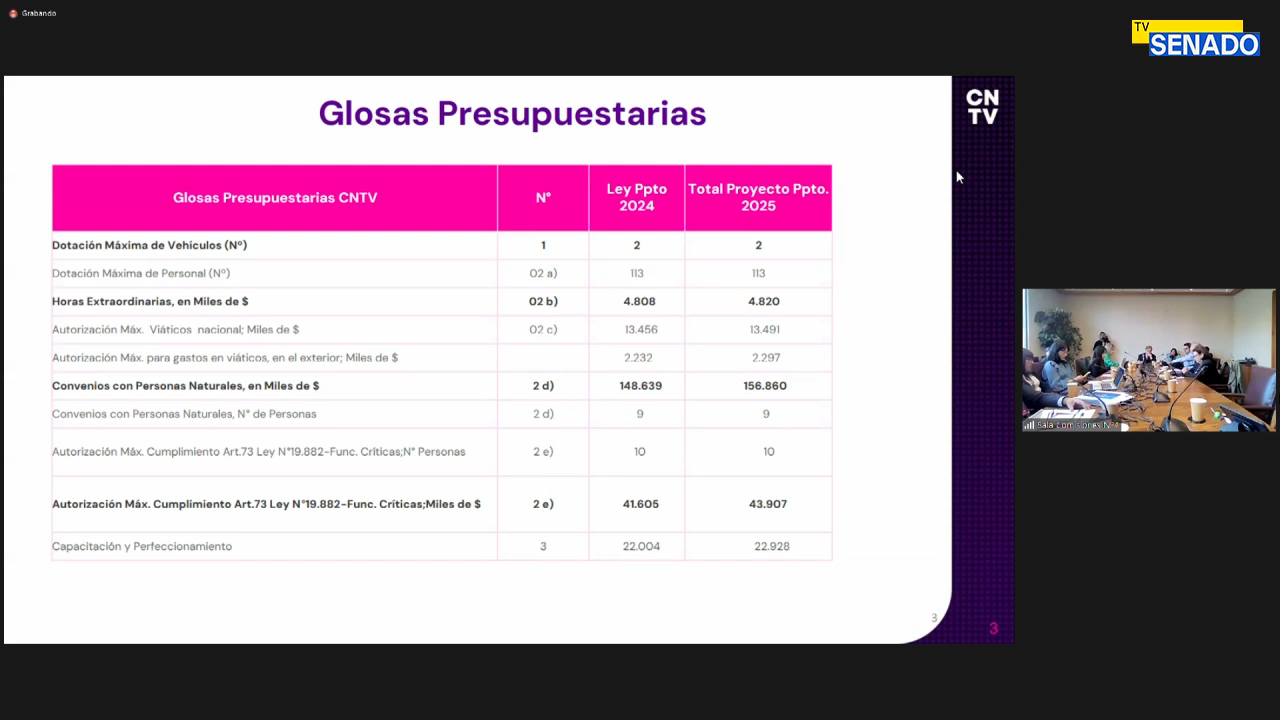 Grabando
TV
SENADO
Glosas Presupuestarias
CN
TV
Glosas Presupuestarias CNTV N° Ley Ppto 2024 Total Proyecto Ppto. 2025
Dotación Máxima de Vehículos (Nº) 1 2 2
Dotación Máxima de Personal (Nº) 02 a) 113 113
Horas Extraordinarias, en Miles de $ 02 b) 4.808 4.820
Autorización Máx. Viáticos nacional; Miles de $ 02 c) 13.456 13.491
Autorización Máx. para gastos en viáticos, en el exterior; Miles de $ 2.232 2.297
Convenios con Personas Naturales, en Miles de $ 2 d) 148.639 156.860
Convenios con Personas Naturales, N° de Personas 2 d) 9 9
Autorización Máx. Cumplimiento Art.73 Ley N°19.882-Func. Críticas;N° Personas 2 e) 10 10
Autorización Máx. Cumplimiento Art.73 Ley N°19.882-Func. Críticas;Miles de $ 2 e) 41.605 43.907
Capacitación y Perfeccionamiento 3 22.004 22.928
3
3
Sala Comisiones N°